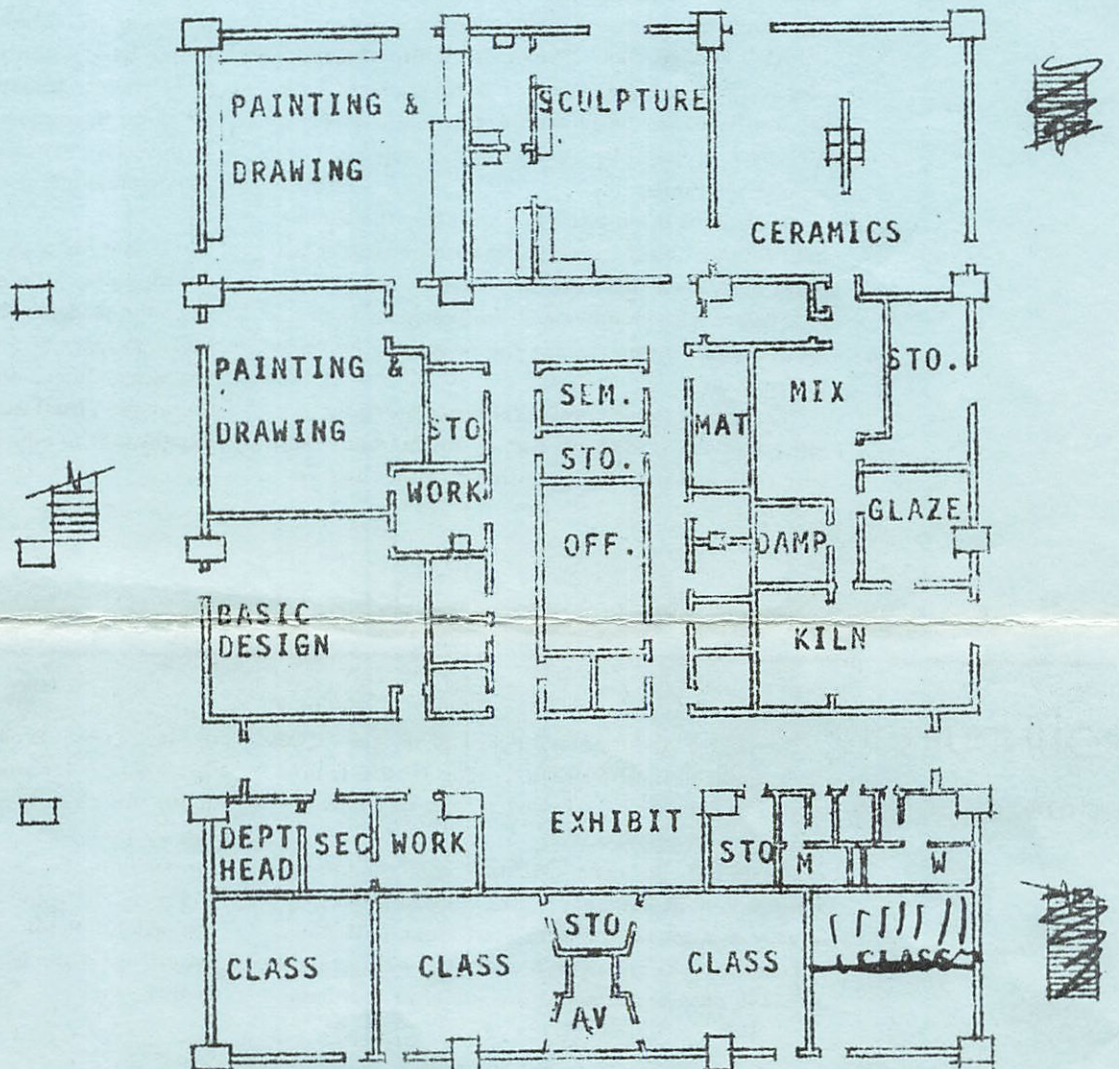 PAINTING &
DRAWING
SCULPTURE
CERAMICS
PAINTING &
DRAWING
STO
WORK
SEM.
STO.
OFF.
MAT
MIX
STO.
DAMP
GLAZE
BASIC
DESIGN
KILN
DEPT
HEAD
SEC
WORK
EXHIBIT
STO
M
W
CLASS
CLASS
STO
AV
CLASS
CLASS